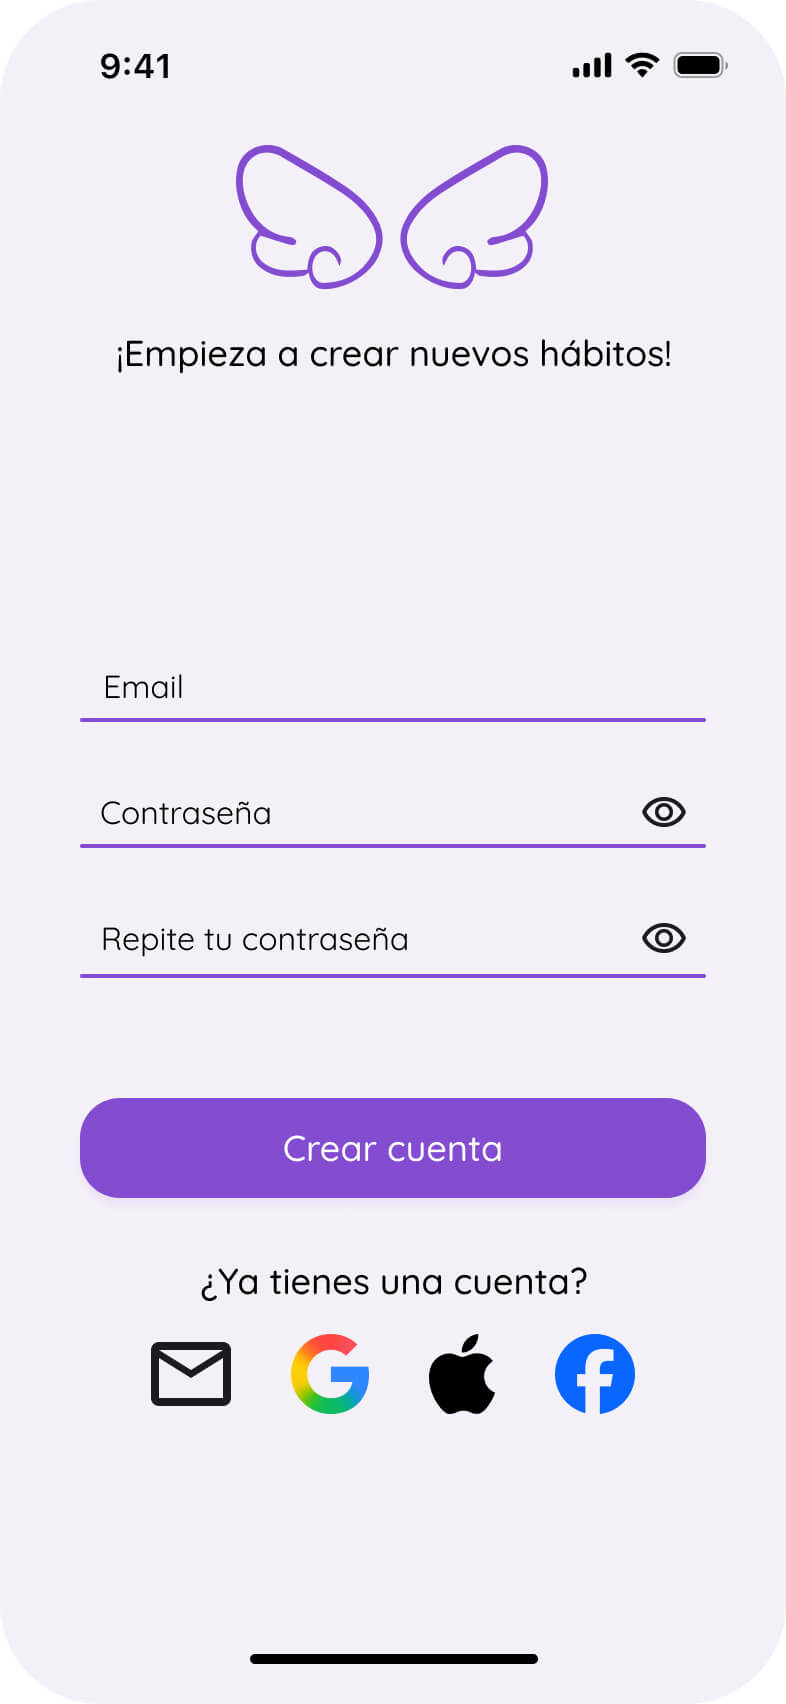 9:41
¡Empieza a crear nuevos hábitos!
Email
Contraseña
Repite tu contraseña
Crear cuenta
¿Ya tienes una cuenta?